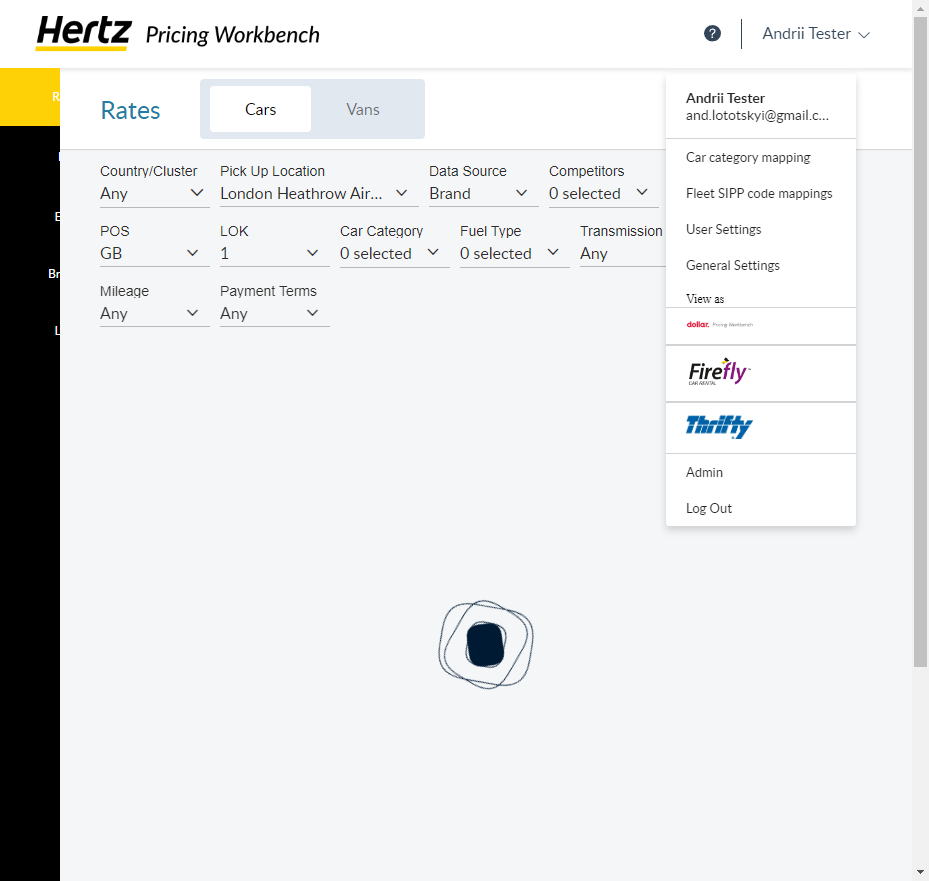 Hertz Pricing Workbench
?
Andrii Tester
R
E
Br
L
Rates
Cars
Vans
Country/Cluster
Any
Pick Up Location
London Heathrow Air...
Data Source
Brand
Competitors
0 selected
POS
GB
LOK
1
Car Category
0 selected
Fuel Type
0 selected
Transmission
Any
Mileage
Any
Payment Terms
Any
Andrii Tester
and.lototskyi@gmail.c...
Car category mapping
Fleet SIPP code mappings
User Settings
General Settings
View as
dollar. Pricing Workbench
Firefly
CAR RENTAL
Thrifty
Admin
Log Out